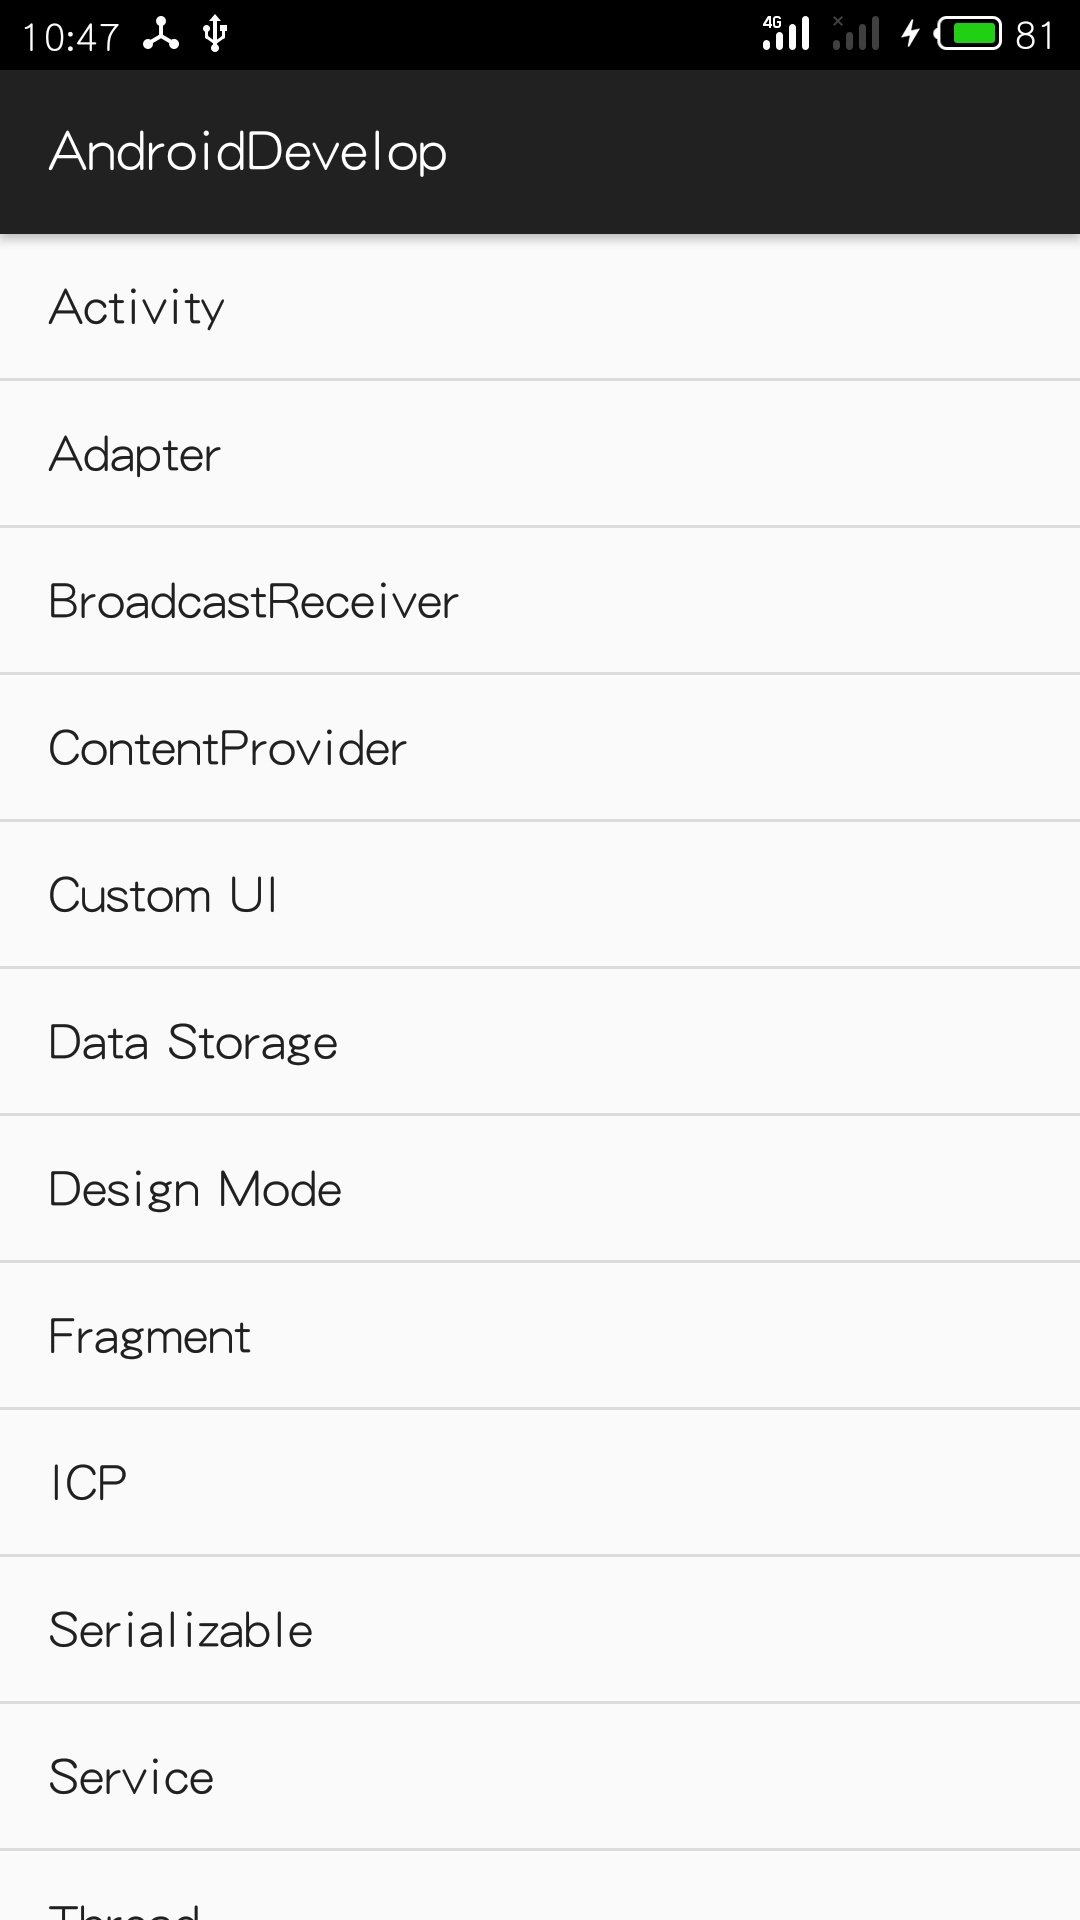 10:47 4G 81
AndroidDevelop
Activity
Adapter
BroadcastReceiver
ContentProvider
Custom UI
Data Storage
Design Mode
Fragment
ICP
Serializable
Service
Thread